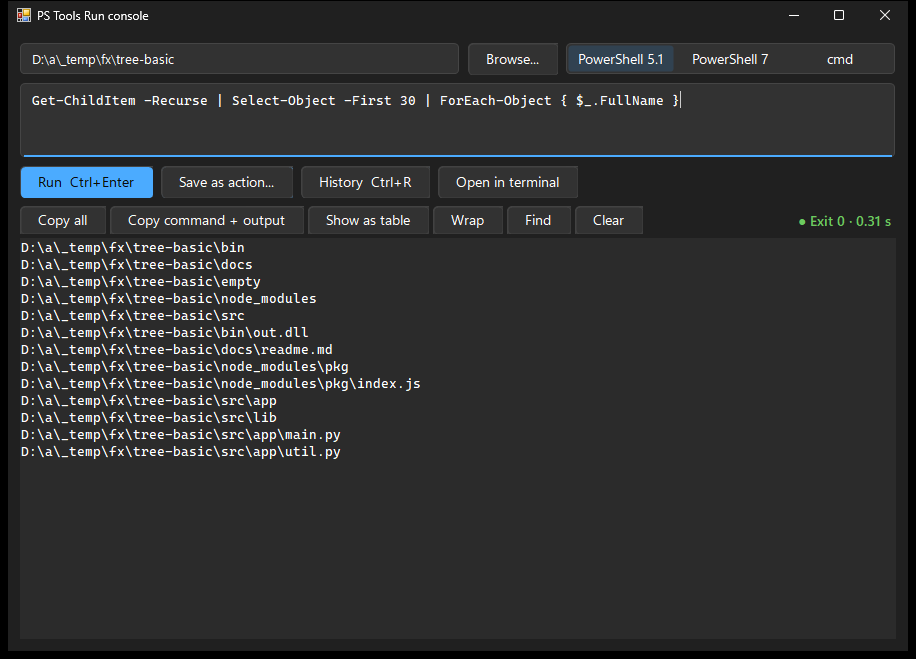 PS Tools Run console
D:\a\_temp\fx\tree-basic Browse... PowerShell 5.1 PowerShell 7 cmd
Get-ChildItem -Recurse | Select-Object -First 30 | ForEach-Object { $_.FullName }
Run Ctrl+Enter Save as action... History Ctrl+R Open in terminal
Copy all Copy command + output Show as table Wrap Find Clear ● Exit 0 · 0.31 s
D:\a\_temp\fx\tree-basic\bin
D:\a\_temp\fx\tree-basic\docs
D:\a\_temp\fx\tree-basic\empty
D:\a\_temp\fx\tree-basic\node_modules
D:\a\_temp\fx\tree-basic\src
D:\a\_temp\fx\tree-basic\bin\out.dll
D:\a\_temp\fx\tree-basic\docs\readme.md
D:\a\_temp\fx\tree-basic\node_modules\pkg
D:\a\_temp\fx\tree-basic\node_modules\pkg\index.js
D:\a\_temp\fx\tree-basic\src\app
D:\a\_temp\fx\tree-basic\src\lib
D:\a\_temp\fx\tree-basic\src\app\main.py
D:\a\_temp\fx\tree-basic\src\app\util.py